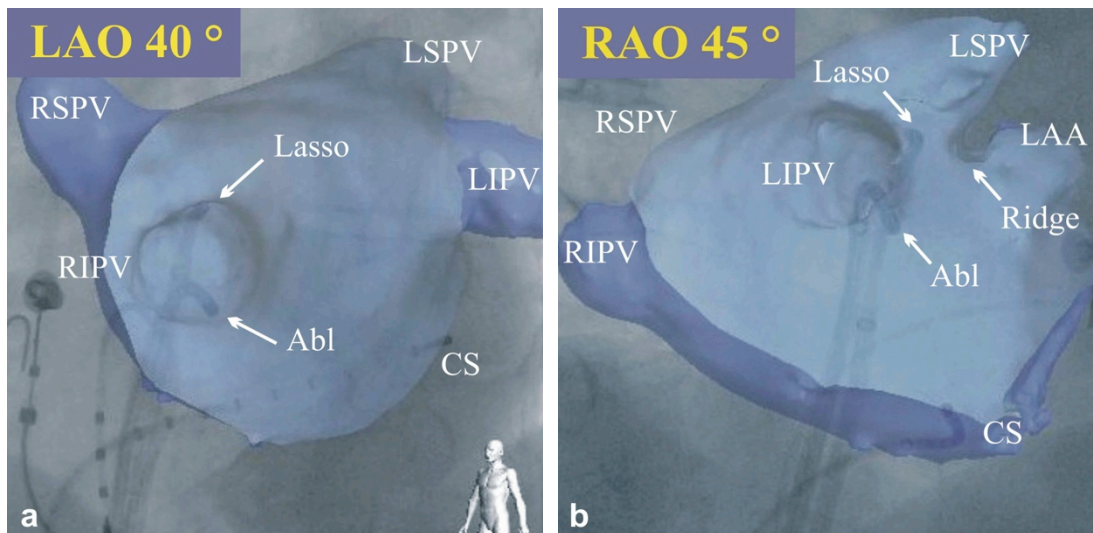 LAO 40 °
LSPV
RSPV
Lasso
LIPV
RIPV
Abl
CS
a
RAO 45 °
LSPV
Lasso
RSPV
LAA
LIPV
Ridge
RIPV
Abl
CS
b